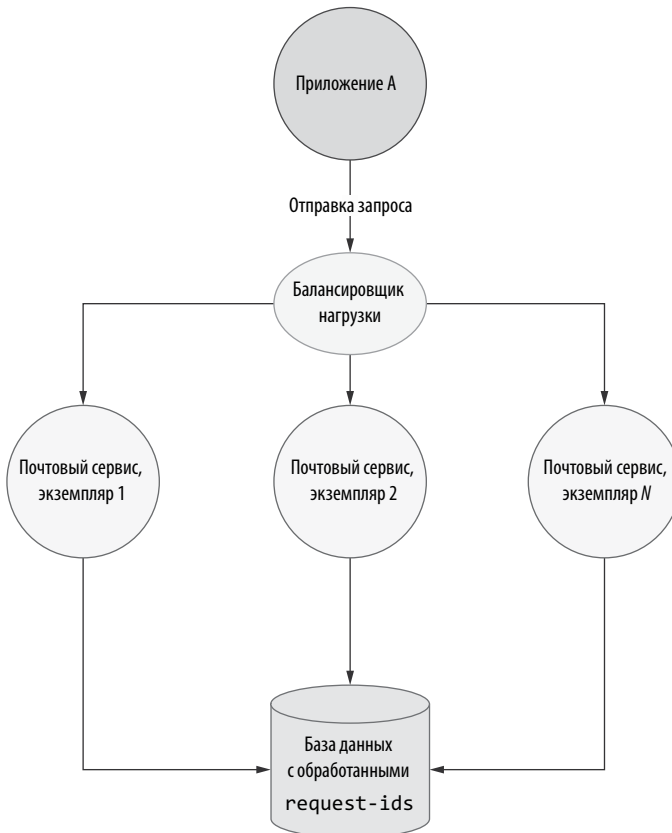 Приложение А
Отправка запроса
Балансировщик
нагрузки
Почтовый сервис,
экземпляр 1
Почтовый сервис,
экземпляр 2
Почтовый сервис,
экземпляр N
База данных
с обработанными
request-ids